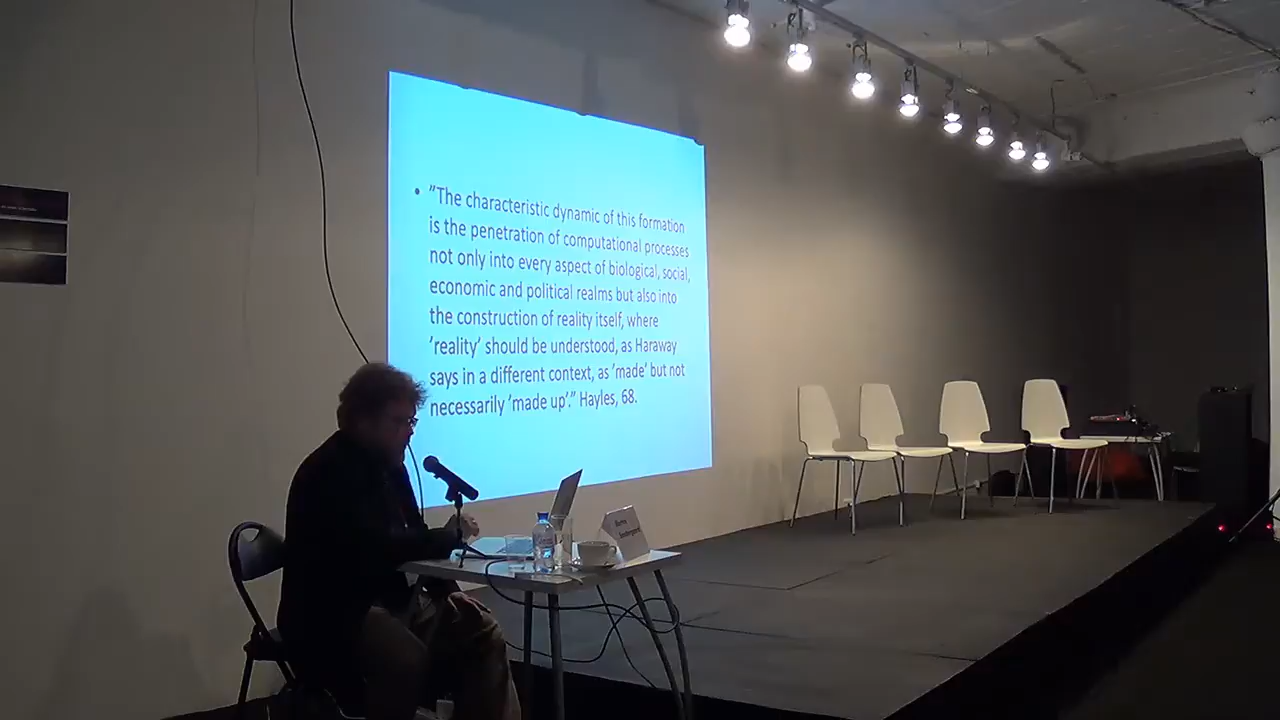 • "The characteristic dynamic of this formation
is the penetration of computational processes
not only into every aspect of biological, social,
economic and political realms but also into
the construction of reality itself, where
'reality' should be understood, as Haraway
says in a different context, as 'made' but not
necessarily 'made up'." Hayles, 68.